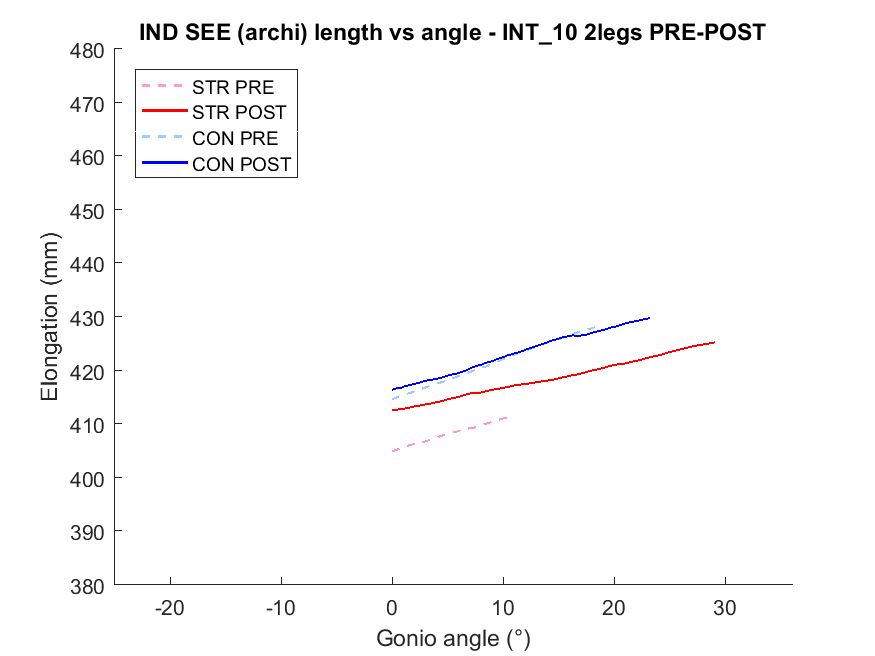 IND SEE (archi) length vs angle - INT_10 2legs PRE-POST
480
470
460
450
440
430
420
410
400
390
380
Elongation (mm)
STR PRE
STR POST
CON PRE
CON POST
-20 -10 0 10 20 30
Gonio angle (°)